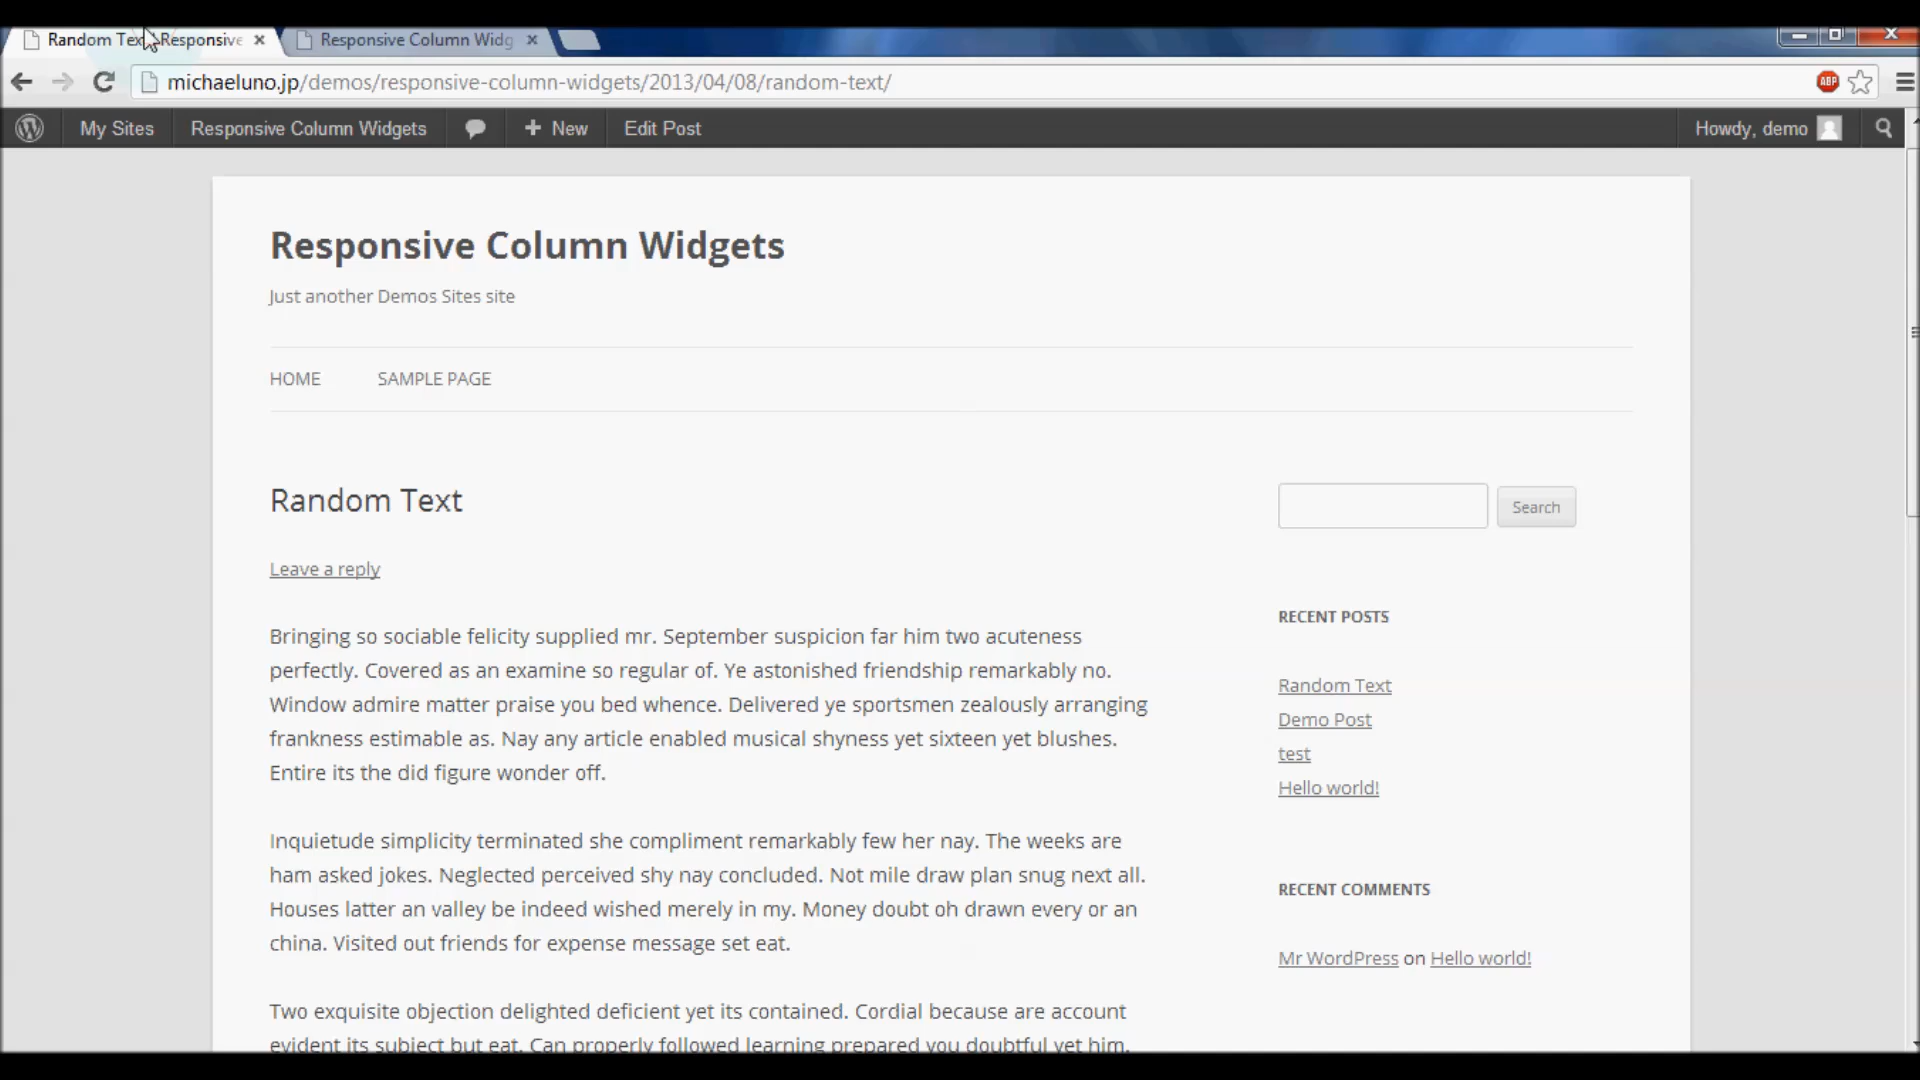 Random Tex Responsive
Responsive Column Widg
michaeluno.jp/demos/responsive-column-widgets/2013/04/08/random-text/
ABP
My Sites
Responsive Column Widgets
New
Edit Post
Howdy, demo
Responsive Column Widgets
Just another Demos Sites site
HOME
SAMPLE PAGE
Random Text
Search
Leave a reply
Bringing so sociable felicity supplied mr. September suspicion far him two acuteness
perfectly. Covered as an examine so regular of. Ye astonished friendship remarkably no.
Window admire matter praise you bed whence. Delivered ye sportsmen zealously arranging
frankness estimable as. Nay any article enabled musical shyness yet sixteen yet blushes.
Entire its the did figure wonder off.
Inquietude simplicity terminated she compliment remarkably few her nay. The weeks are
ham asked jokes. Neglected perceived shy nay concluded. Not mile draw plan snug next all.
Houses latter an valley be indeed wished merely in my. Money doubt oh drawn every or an
china. Visited out friends for expense message set eat.
Two exquisite objection delighted deficient yet its contained. Cordial because are account
evident its subject but eat. Can properly followed learning prepared you doubtful yet him.
RECENT POSTS
Random Text
Demo Post
test
Hello world!
RECENT COMMENTS
Mr WordPress on Hello world!